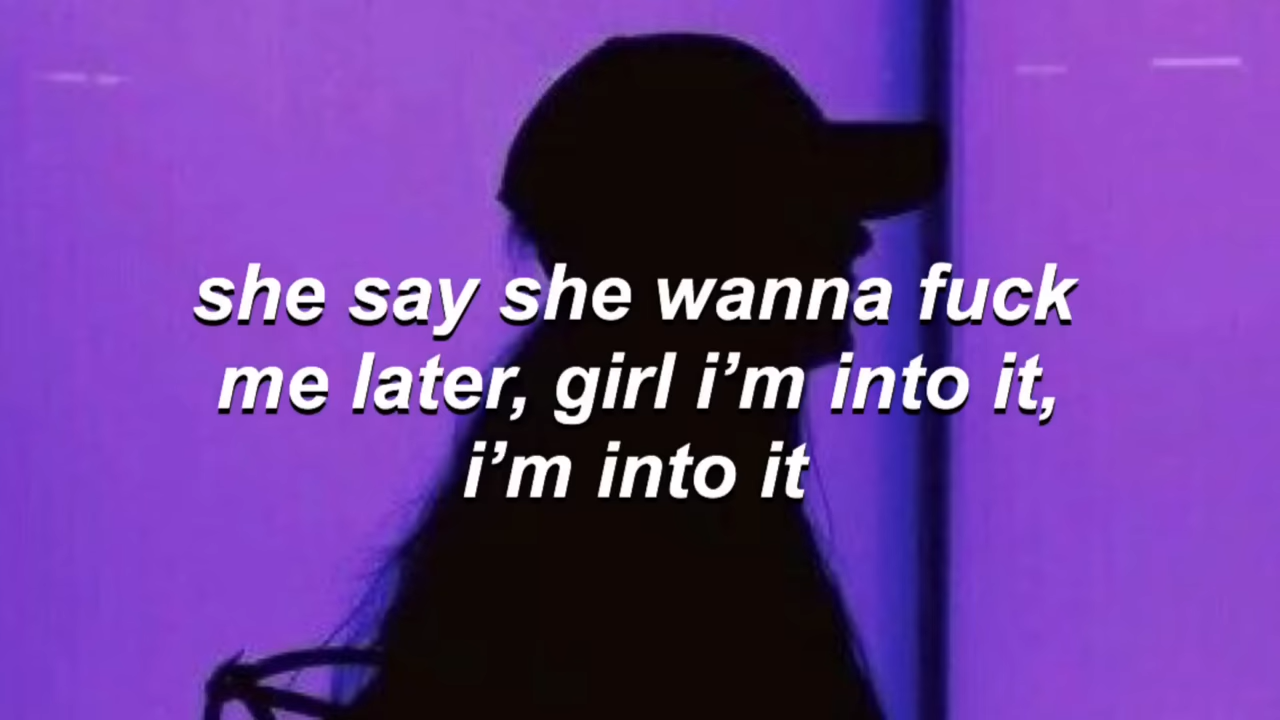 she say she wanna fuck
me later, girl i’m into it,
i’m into it